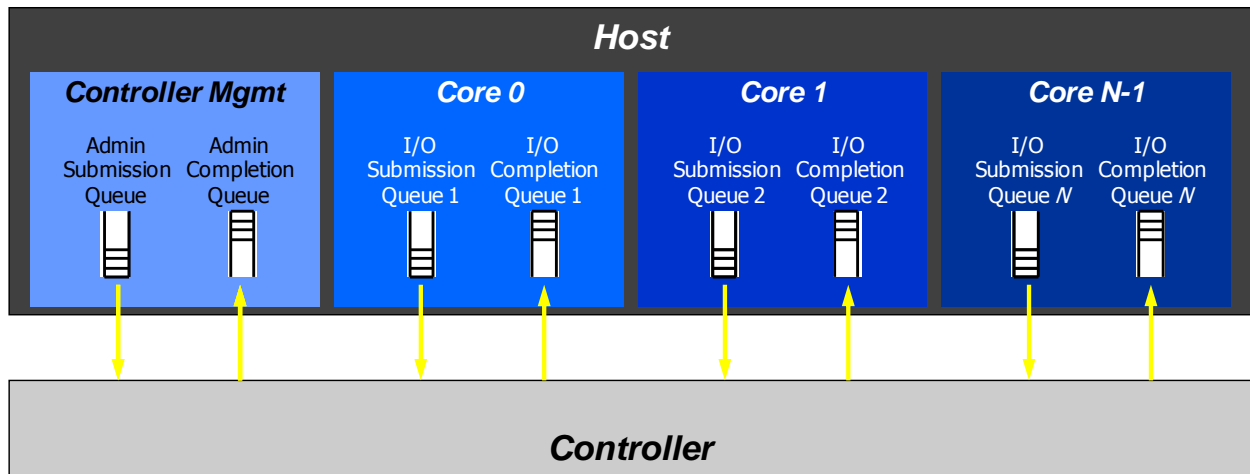 Host
Controller Mgmt
Admin
Submission
Queue
Admin
Completion
Queue
Core 0
I/O
Submission
Queue 1
I/O
Completion
Queue 1
Core 1
I/O
Submission
Queue 2
I/O
Completion
Queue 2
Core N-1
I/O
Submission
Queue N
I/O
Completion
Queue N
Controller